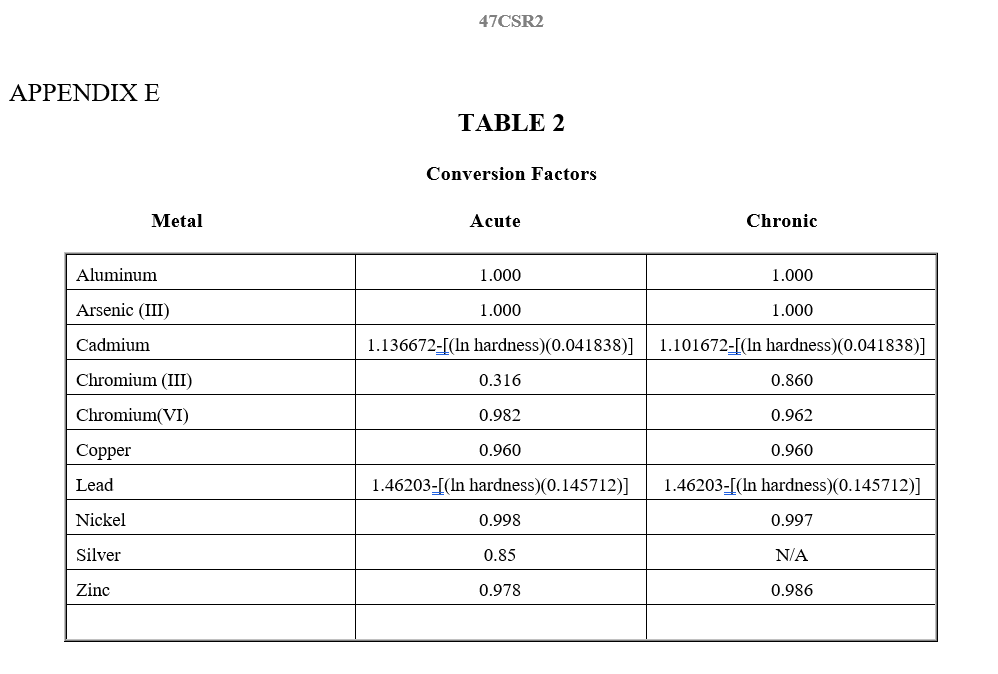 47CSR2
APPENDIX E
TABLE 2
Conversion Factors
Metal Acute Chronic
Aluminum 1.000 1.000
Arsenic (III) 1.000 1.000
Cadmium 1.136672-[(ln hardness)(0.041838)] 1.101672-[(ln hardness)(0.041838)]
Chromium (III) 0.316 0.860
Chromium(VI) 0.982 0.962
Copper 0.960 0.960
Lead 1.46203-[(ln hardness)(0.145712)] 1.46203-[(ln hardness)(0.145712)]
Nickel 0.998 0.997
Silver 0.85 N/A
Zinc 0.978 0.986